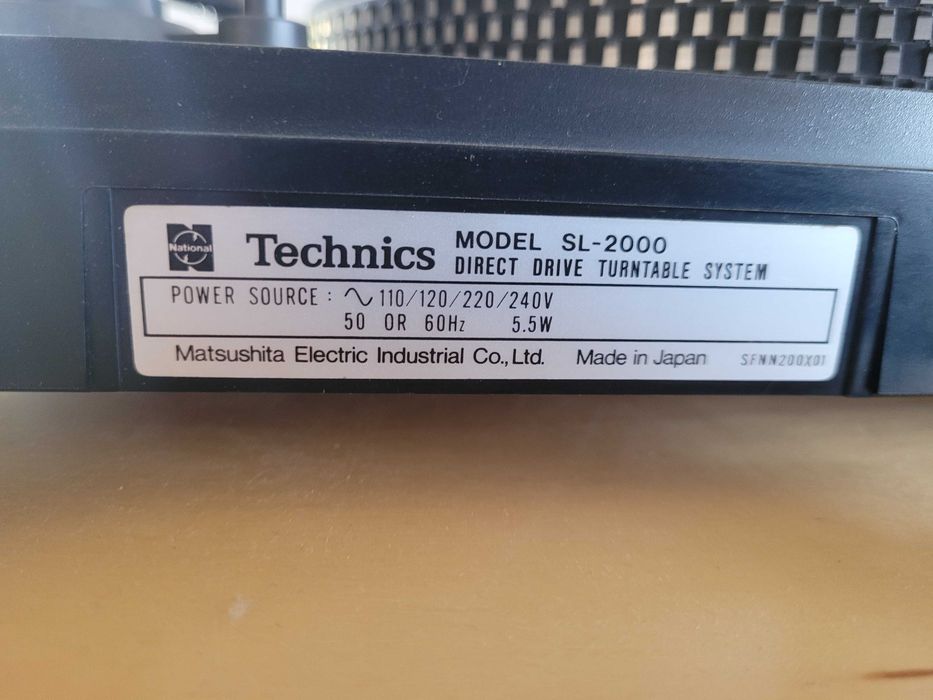 National
Technics
MODEL SL-2000
DIRECT DRIVE TURNTABLE SYSTEM
POWER SOURCE : ∿ 110/120/220/240V
50 OR 60Hz 5.5W
Matsushita Electric Industrial Co., Ltd. Made in Japan SFNN200X01